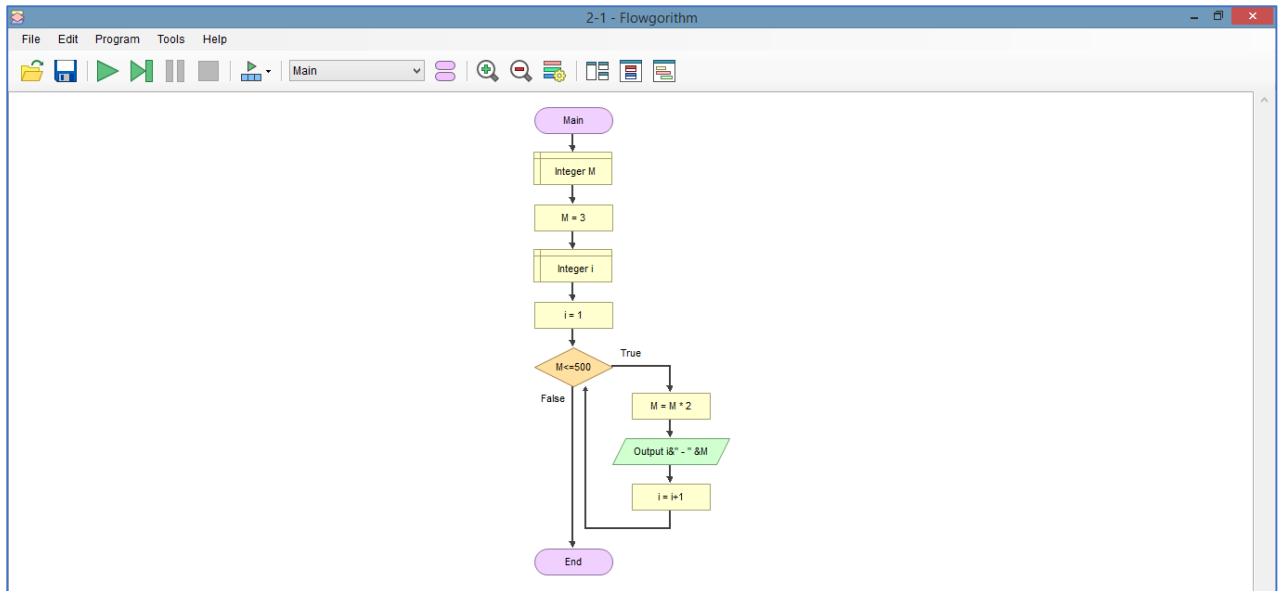 2-1 - Flowgorithm
File Edit Program Tools Help
Main
Main
Integer M
M = 3
Integer i
i = 1
M<=500
True
False
M = M * 2
Output i&" - " &M
i = i+1
End